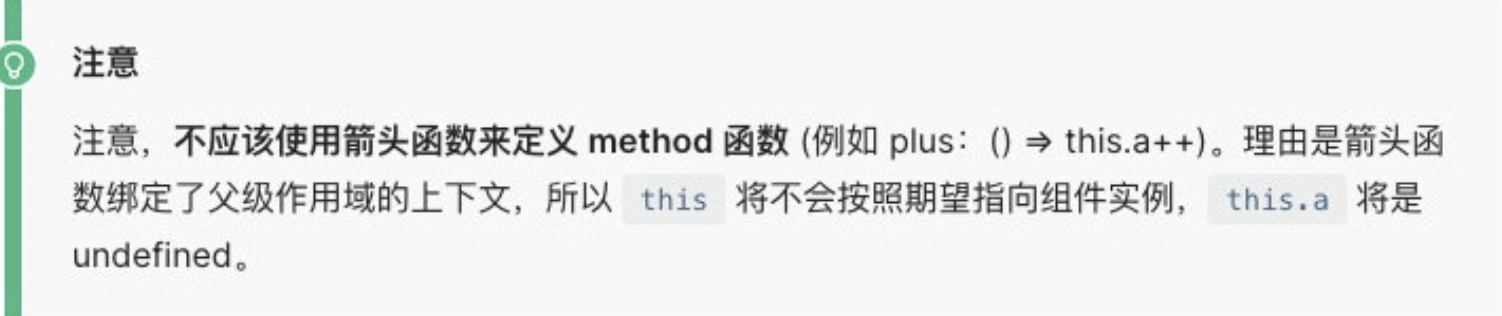 注意
注意，不应该使用箭头函数来定义 method 函数 (例如 plus：() => this.a++)。理由是箭头函
数绑定了父级作用域的上下文，所以 this 将不会按照期望指向组件实例，this.a 将是
undefined。